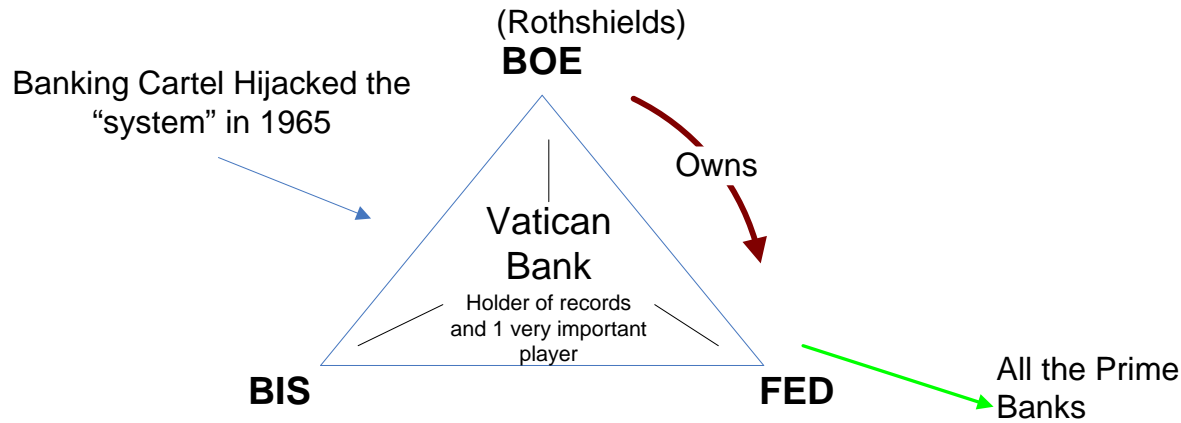 (Rothshields)
BOE
Banking Cartel Hijacked the
“system” in 1965
Owns
Vatican
Bank
Holder of records
and 1 very important
player
BIS
FED
All the Prime
Banks